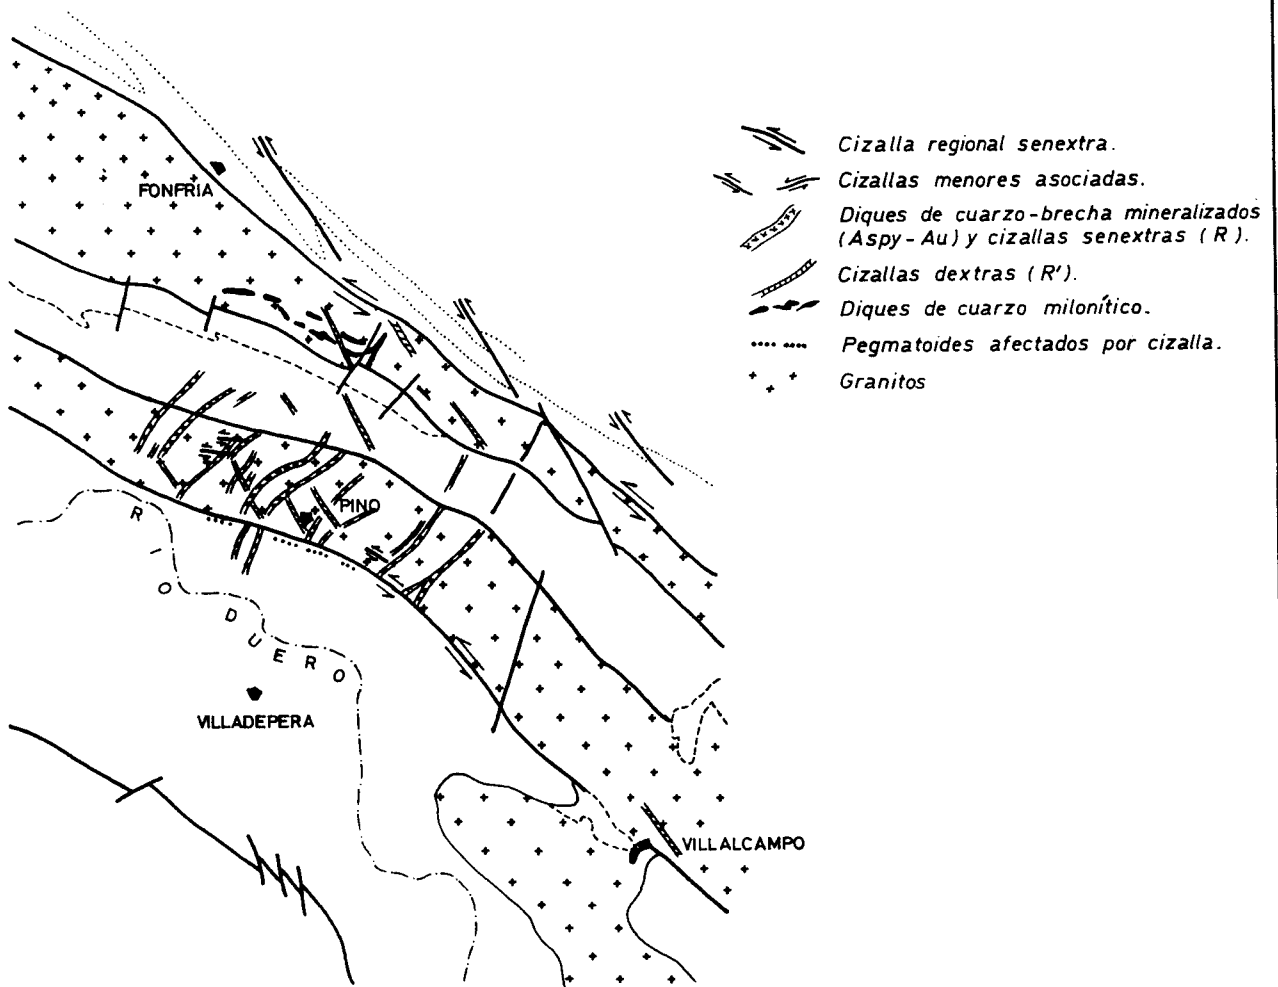 Cizalla regional senextra.
Cizallas menores asociadas.
Diques de cuarzo-brecha mineralizados
(Aspy-Au) y cizallas senextras (R).
Cizallas dextras (R').
Diques de cuarzo milonítico.
Pegmatoides afectados por cizalla.
Granitos
FONFRIA
PINO
RIO DUERO
VILLADEPERA
VILLALCAMPO